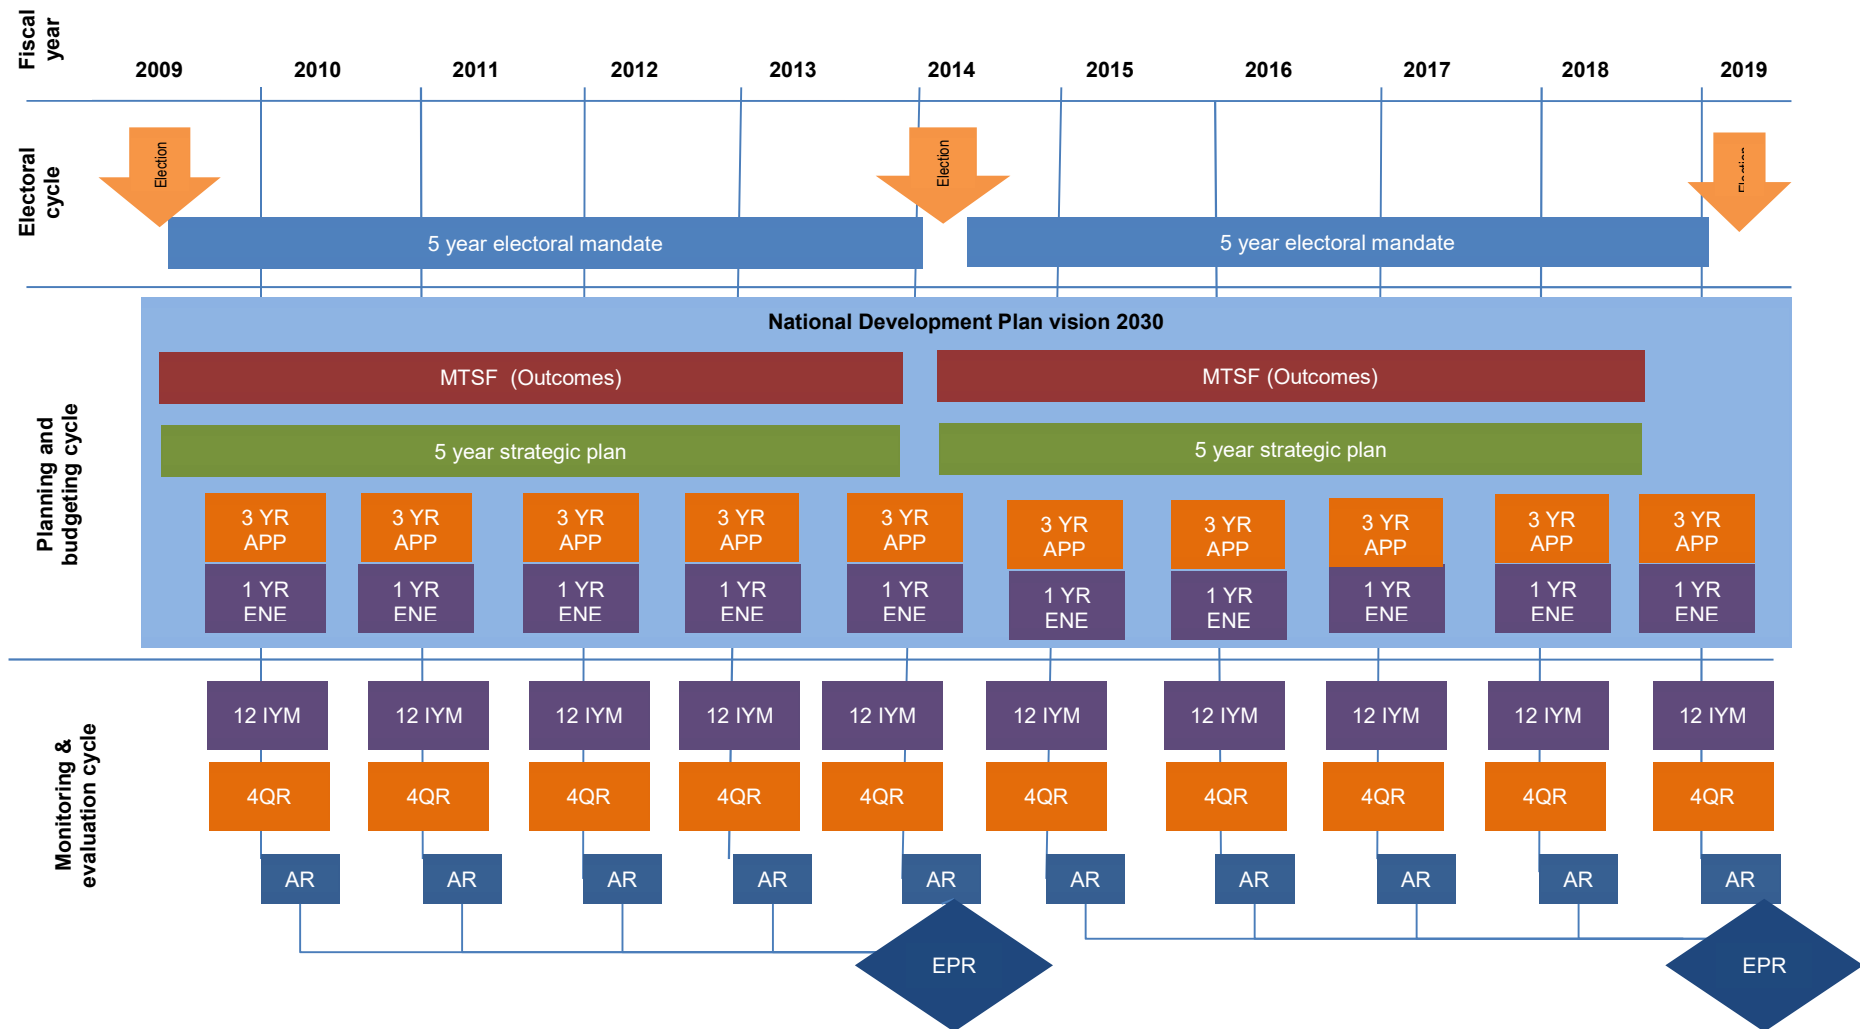 Fiscal
year
2009 2010 2011 2012 2013 2014 2015 2016 2017 2018 2019
Electoral
cycle
Election Election Election
5 year electoral mandate 5 year electoral mandate
Planning and
budgeting cycle
National Development Plan vision 2030
MTSF (Outcomes) MTSF (Outcomes)
5 year strategic plan 5 year strategic plan
3 YR 3 YR 3 YR 3 YR 3 YR 3 YR 3 YR 3 YR 3 YR 3 YR
APP APP APP APP APP APP APP APP APP APP
1 YR 1 YR 1 YR 1 YR 1 YR 1 YR 1 YR 1 YR 1 YR 1 YR
ENE ENE ENE ENE ENE ENE ENE ENE ENE ENE
Monitoring &
evaluation cycle
12 IYM 12 IYM 12 IYM 12 IYM 12 IYM 12 IYM 12 IYM 12 IYM 12 IYM 12 IYM
4QR 4QR 4QR 4QR 4QR 4QR 4QR 4QR 4QR 4QR
AR AR AR AR AR AR AR AR AR AR
EPR EPR